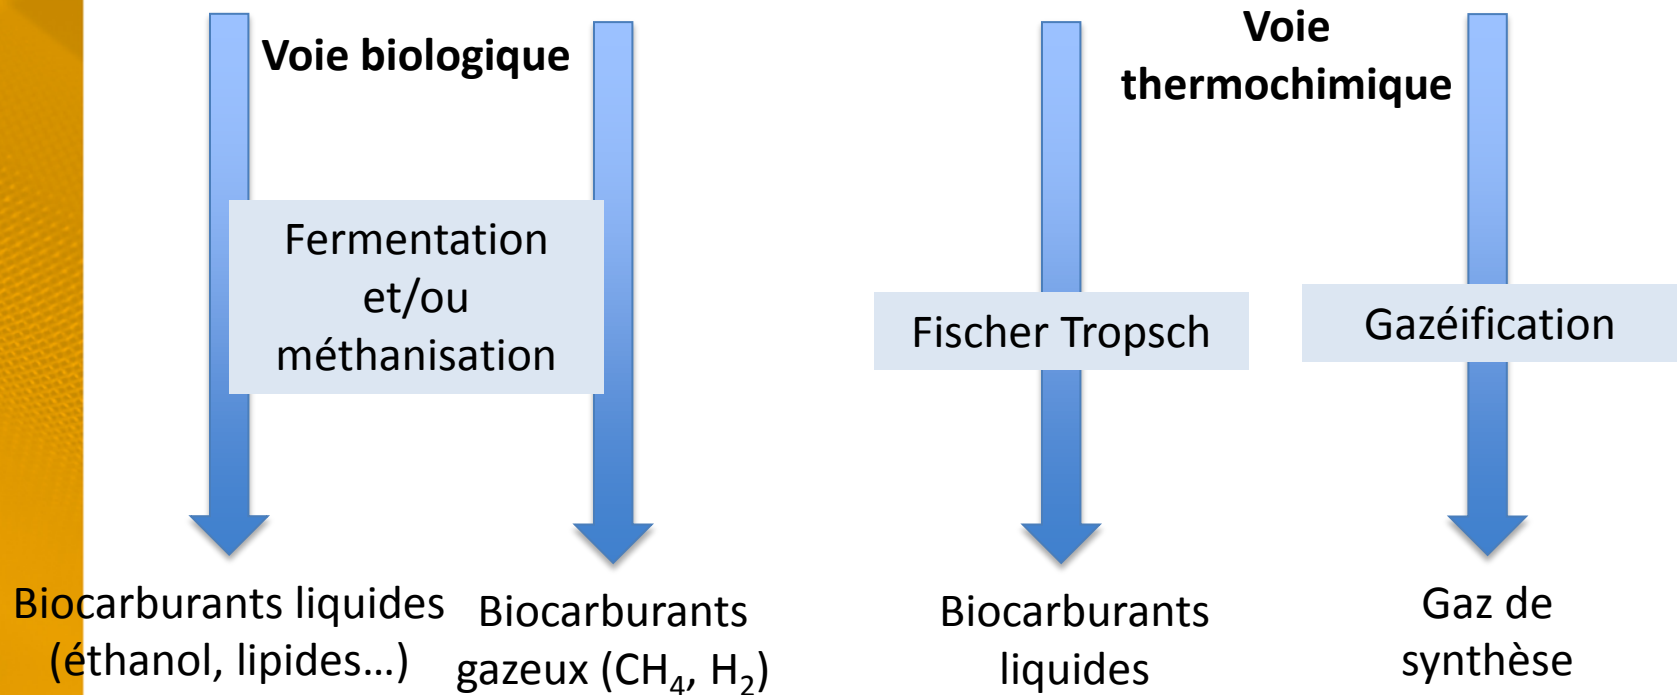 Voie biologique
Voie
thermochimique
Fermentation
et/ou
méthanisation
Fischer Tropsch
Gazéification
Biocarburants liquides
(éthanol, lipides…)
Biocarburants
gazeux (CH₄, H₂)
Biocarburants
liquides
Gaz de
synthèse